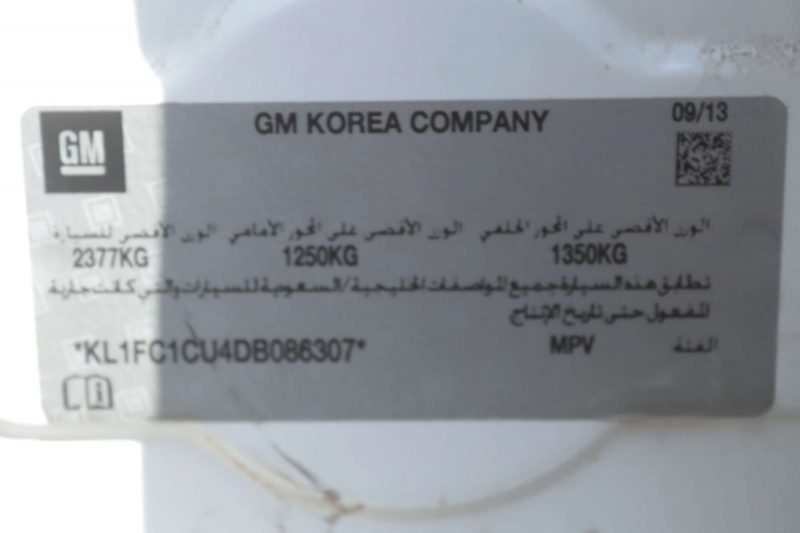 GM
GM KOREA COMPANY
09/13
الوزن الأقصى على المحور الخلفي الوزن الأقصى على المحور الأمامي الوزن الأقصى للسيارة
2377KG 1250KG 1350KG
تطابق هذه السيارة جميع المواصفات الخليجية/السعودية للسيارات والتي كانت جارية
المفعول حتى تاريخ الإنتاج.
*KL1FC1CU4DB086307* MPV الفئة